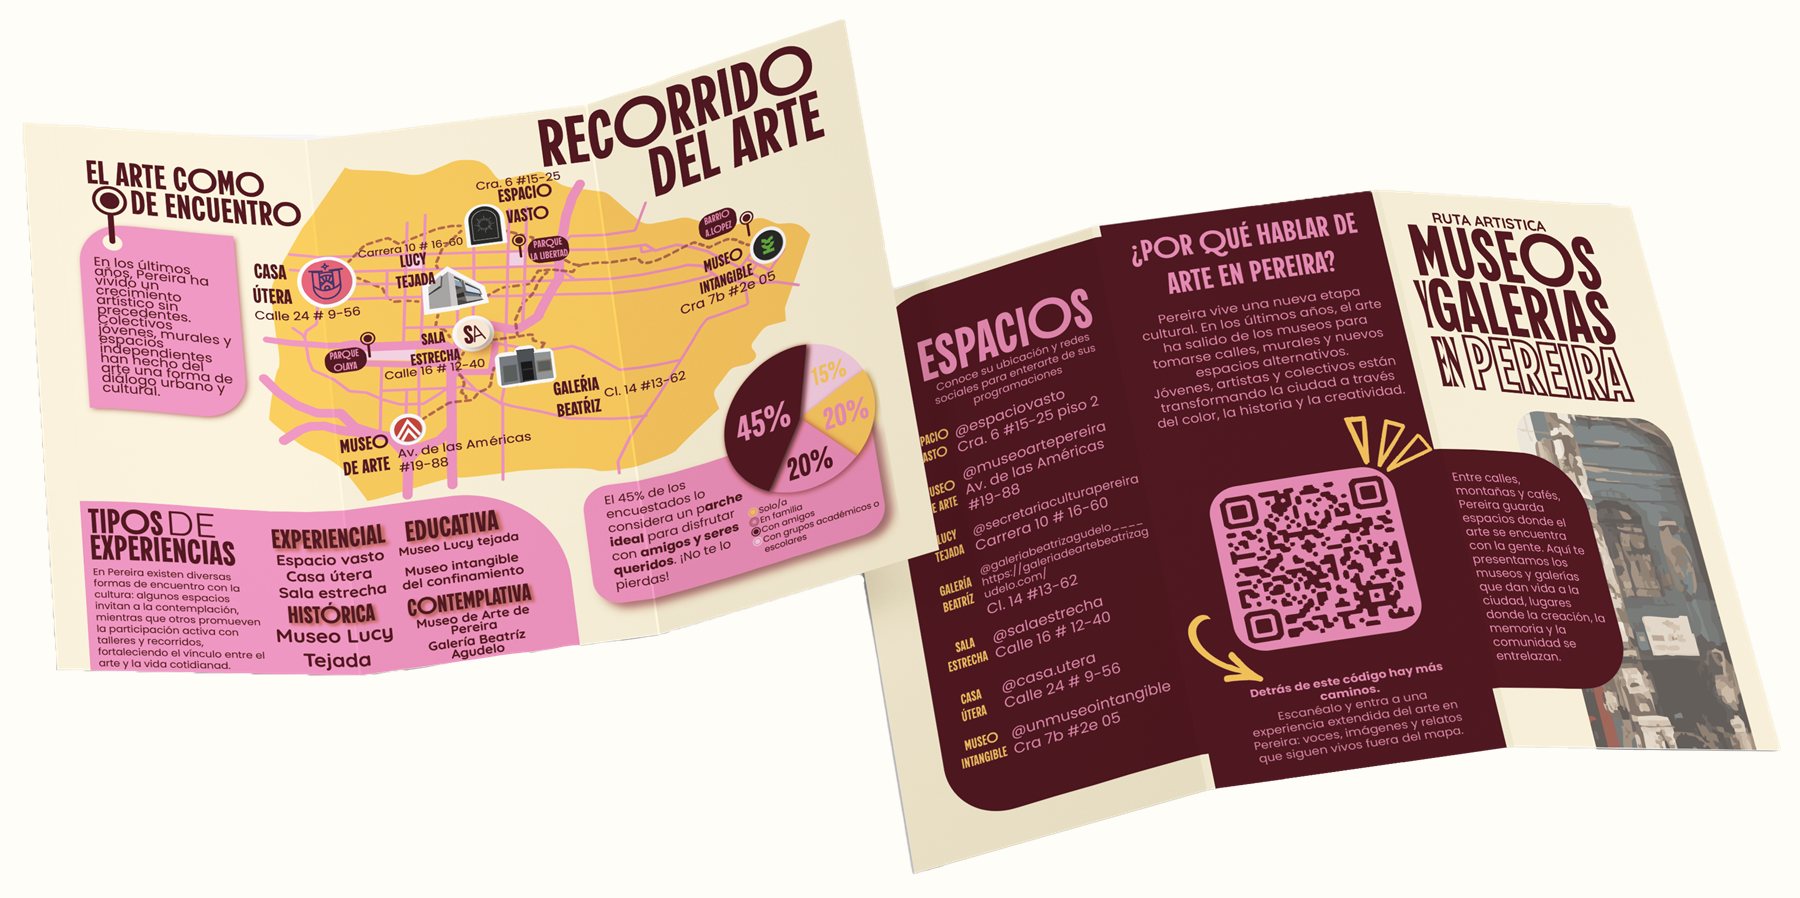 EL ARTE COMO
DE ENCUENTRO
En los últimos
años, Pereira ha
vivido un
crecimiento
artístico sin
precedentes.
Colectivos
jóvenes, murales y
espacios
independientes
han hecho del
arte una forma de
diálogo urbano y
cultural.
RECORRIDO
DEL ARTE
Cra. 6 #15-25
ESPACIO
VASTO
PARQUE
LA LIBERTAD
Carrera 10 # 16-60
LUCY
TEJADA
CASA
ÚTERA
Calle 24 # 9-56
BARRIO
A.LOPEZ
MUSEO
INTANGIBLE
Cra 7b #2e 05
SA
SALA
ESTRECHA
Calle 16 # 12-40
PARQUE
OLAYA
GALERÍA
BEATRÍZ
Cl. 14 #13-62
MUSEO
DE ARTE
Av. de las Américas
#19-88
TIPOS DE
EXPERIENCIAS
En Pereira existen diversas
formas de encuentro con la
cultura: algunos espacios
invitan a la contemplación,
mientras que otros promueven
la participación activa con
talleres y recorridos,
fortaleciendo el vínculo entre el
arte y la vida cotidianad.
EXPERIENCIAL
Espacio vasto
Casa útera
Sala estrecha
HISTÓRICA
Museo Lucy
Tejada
EDUCATIVA
Museo Lucy tejada
Museo intangible
del confinamiento
CONTEMPLATIVA
Museo de Arte de
Pereira
Galería Beatríz
Agudelo
45%
15%
20%
20%
El 45% de los
encuestados lo
considera un parche
ideal para disfrutar
con amigos y seres
queridos. ¡No te lo
pierdas!
Solo/a
En familia
Con amigos
Con grupos académicos o
escolares
ESPACIOS
Conoce su ubicación y redes
sociales para enterarte de sus
programaciones
PACIO
ASTO
@espaciovasto
Cra. 6 #15-25 piso 2
USEO
E ARTE
@museoartepereira
Av. de las Américas
#19-88
LUCY
TEJADA
@secretariaculturapereira
Carrera 10 # 16-60
GALERÍA
BEATRÍZ
@galeriabeatrizagudelo____
https://galeriadeartebeatrizag
udelo.com/
Cl. 14 #13-62
SALA
ESTRECHA
@salaestrecha
Calle 16 # 12-40
CASA
ÚTERA
@casa.utera
Calle 24 # 9-56
MUSEO
INTANGIBLE
@unmuseointangible
Cra 7b #2e 05
¿POR QUÉ HABLAR DE
ARTE EN PEREIRA?
Pereira vive una nueva etapa
cultural. En los últimos años, el arte
ha salido de los museos para
tomarse calles, murales y nuevos
espacios alternativos.
Jóvenes, artistas y colectivos están
transformando la ciudad a través
del color, la historia y la creatividad.
Detrás de este código hay más
caminos.
Escanéalo y entra a una
experiencia extendida del arte en
Pereira: voces, imágenes y relatos
que siguen vivos fuera del mapa.
RUTA ARTISTICA
MUSEOS
Y GALERIAS
EN PEREIRA
Entre calles,
montañas y cafés,
Pereira guarda
espacios donde el
arte se encuentra
con la gente. Aquí te
presentamos los
museos y galerías
que dan vida a la
ciudad, lugares
donde la creación, la
memoria y la
comunidad se
entrelazan.